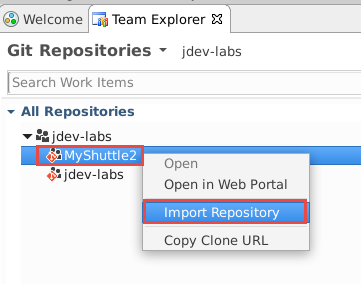 Welcome Team Explorer
Git Repositories jdev-labs
Search Work Items
All Repositories
jdev-labs
MyShuttle2
jdev-labs
Open
Open in Web Portal
Import Repository
Copy Clone URL